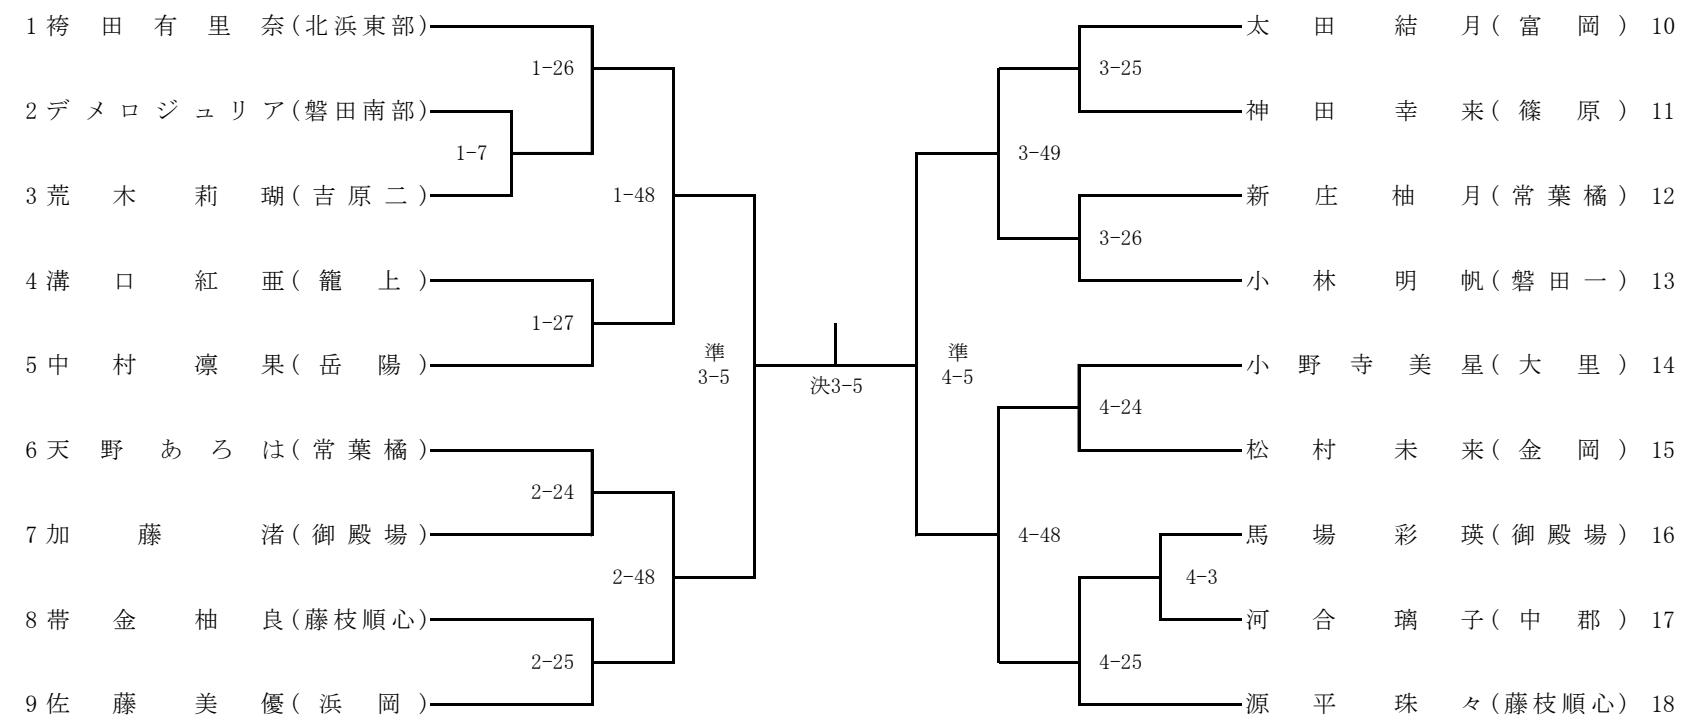 1 袴田有里奈(北浜東部)
太田結月(富岡) 10
1-26
3-25
2 デメロジュリア(磐田南部)
神田幸来(篠原) 11
1-7
3-49
3 荒木莉瑚(吉原二)
1-48
新庄柚月(常葉橘) 12
3-26
4 溝口紅亜(籠上)
小林明帆(磐田一) 13
1-27
準
3-5
準
4-5
5 中村凛果(岳陽)
決3-5
小野寺美星(大里) 14
4-24
6 天野あろは(常葉橘)
松村未来(金岡) 15
2-24
7 加藤渚(御殿場)
4-48
馬場彩瑛(御殿場) 16
2-48
4-3
8 帯金柚良(藤枝順心)
河合璃子(中郡) 17
2-25
4-25
9 佐藤美優(浜岡)
源平珠々(藤枝順心) 18